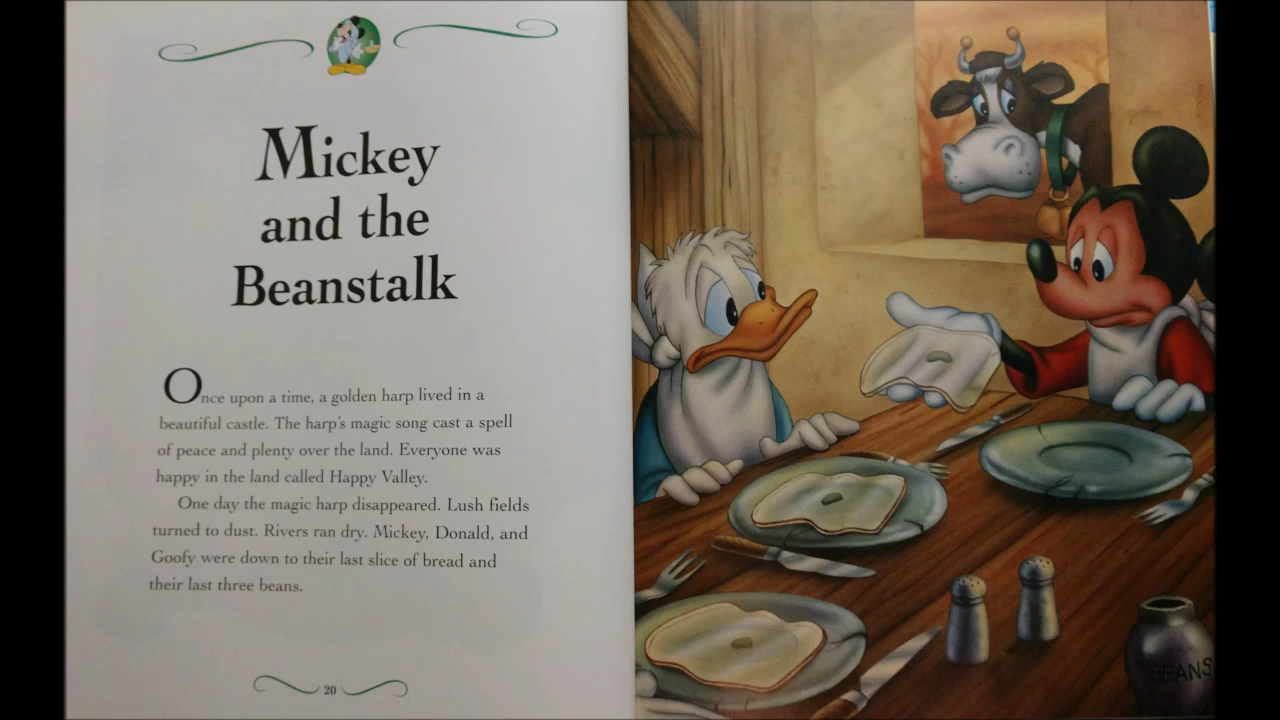 Mickey
and the
Beanstalk
Once upon a time, a golden harp lived in a
beautiful castle. The harp's magic song cast a spell
of peace and plenty over the land. Everyone was
happy in the land called Happy Valley.
One day the magic harp disappeared. Lush fields
turned to dust. Rivers ran dry. Mickey, Donald, and
Goofy were down to their last slice of bread and
their last three beans.
20
BEANS